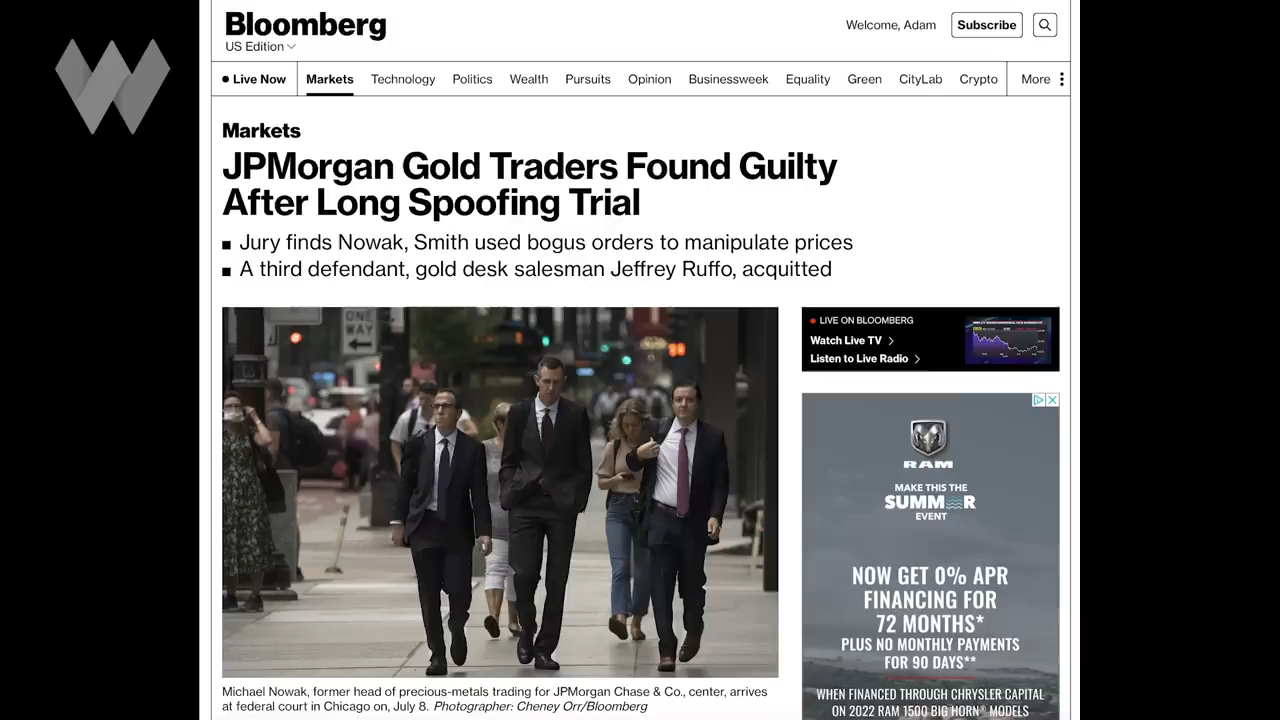 W
Bloomberg
US Edition
Welcome, Adam
Subscribe
Live Now
Markets
Technology
Politics
Wealth
Pursuits
Opinion
Businessweek
Equality
Green
CityLab
Crypto
More
Markets
JPMorgan Gold Traders Found Guilty
After Long Spoofing Trial
Jury finds Nowak, Smith used bogus orders to manipulate prices
A third defendant, gold desk salesman Jeffrey Ruffo, acquitted
ONE
WAY
Michael Nowak, former head of precious-metals trading for JPMorgan Chase & Co., center, arrives
at federal court in Chicago on, July 8. Photographer: Cheney Orr/Bloomberg
LIVE ON BLOOMBERG
Watch Live TV
Listen to Live Radio
RAM
MAKE THIS THE
SUMMER
EVENT
NOW GET 0% APR
FINANCING FOR
72 MONTHS*
PLUS NO MONTHLY PAYMENTS
FOR 90 DAYS**
WHEN FINANCED THROUGH CHRYSLER CAPITAL
ON 2022 RAM 1500 BIG HORN® MODELS